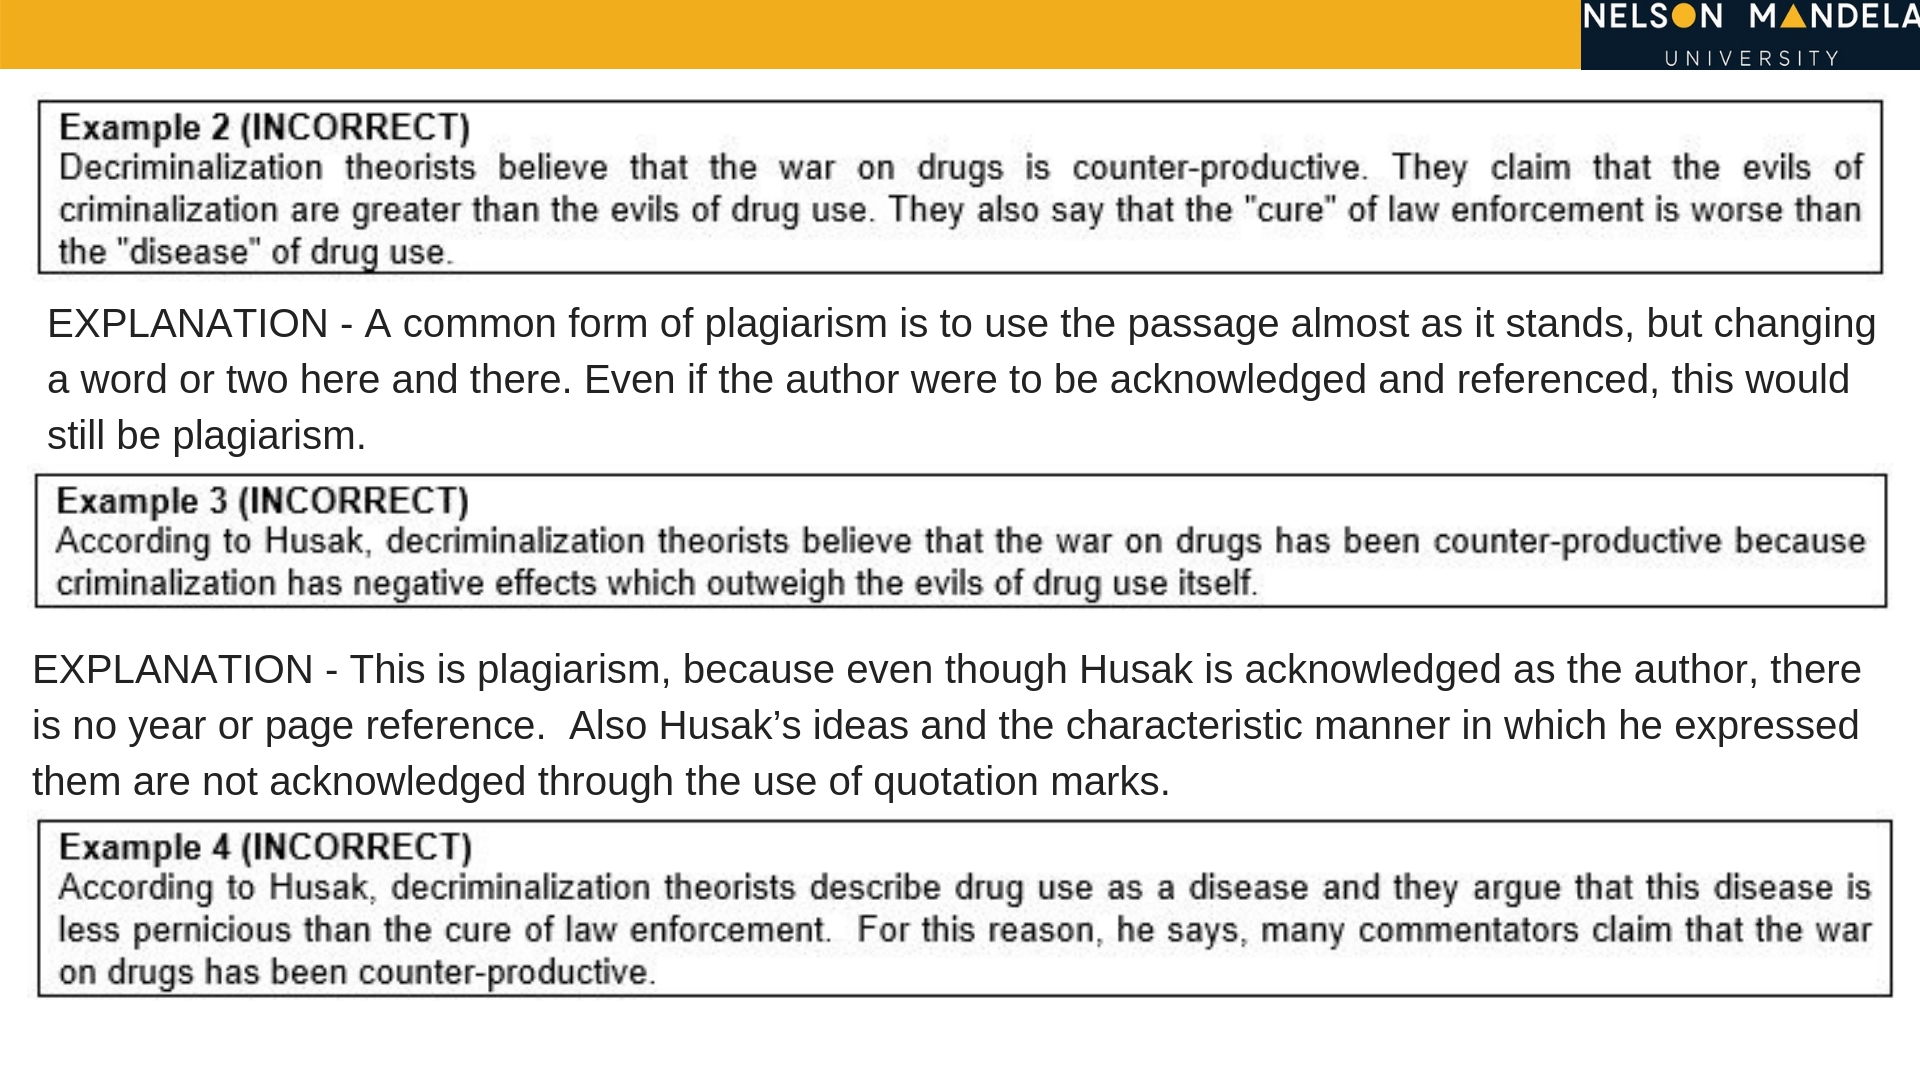 NELSON MANDELA
UNIVERSITY
Example 2 (INCORRECT)
Decriminalization theorists believe that the war on drugs is counter-productive. They claim that the evils of
criminalization are greater than the evils of drug use. They also say that the "cure" of law enforcement is worse than
the "disease" of drug use.
EXPLANATION - A common form of plagiarism is to use the passage almost as it stands, but changing
a word or two here and there. Even if the author were to be acknowledged and referenced, this would
still be plagiarism.
Example 3 (INCORRECT)
According to Husak, decriminalization theorists believe that the war on drugs has been counter-productive because
criminalization has negative effects which outweigh the evils of drug use itself.
EXPLANATION - This is plagiarism, because even though Husak is acknowledged as the author, there
is no year or page reference.  Also Husak’s ideas and the characteristic manner in which he expressed
them are not acknowledged through the use of quotation marks.
Example 4 (INCORRECT)
According to Husak, decriminalization theorists describe drug use as a disease and they argue that this disease is
less pernicious than the cure of law enforcement.  For this reason, he says, many commentators claim that the war
on drugs has been counter-productive.